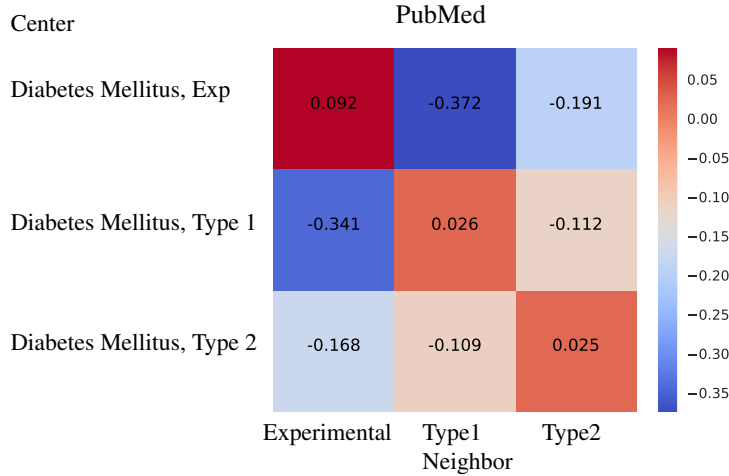 PubMed
Center
Diabetes Mellitus, Exp
0.092 -0.372 -0.191
Diabetes Mellitus, Type 1
-0.341 0.026 -0.112
Diabetes Mellitus, Type 2
-0.168 -0.109 0.025
Experimental Type1 Type2
Neighbor
0.05
0.00
−0.05
−0.10
−0.15
−0.20
−0.25
−0.30
−0.35